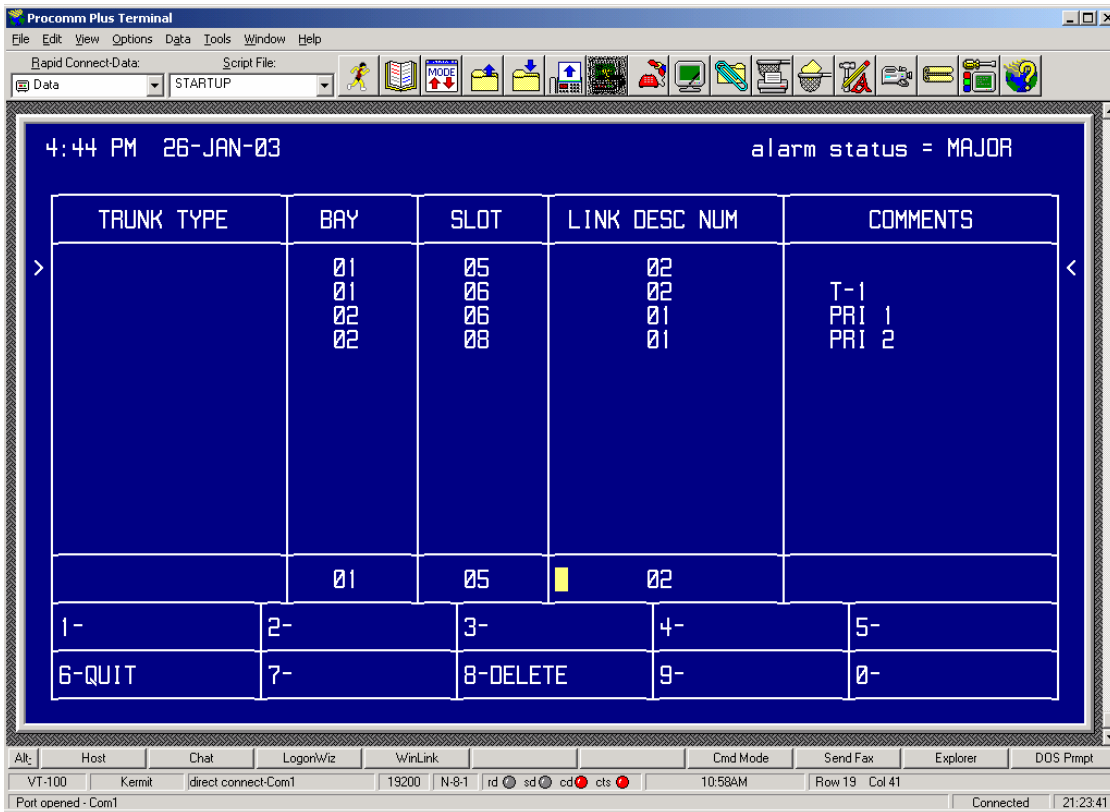 Procomm Plus Terminal
File Edit View Options Data Tools Window Help
Rapid Connect-Data: Script File:
Data STARTUP
MODE
4:44 PM 26-JAN-03 alarm status = MAJOR
TRUNK TYPE BAY SLOT LINK DESC NUM COMMENTS
> 01 05 02 <
01 06 02 T-1
02 06 01 PRI 1
02 08 01 PRI 2
01 05 02
1- 2- 3- 4- 5-
6-QUIT 7- 8-DELETE 9- 0-
Alt: Host Chat LogonWiz WinLink Cmd Mode Send Fax Explorer DOS Prmpt
VT-100 Kermit direct connect-Com1 19200 N-8-1 rd sd cd cts 10:58AM Row 19 Col 41
Port opened - Com1 Connected 21:23:41